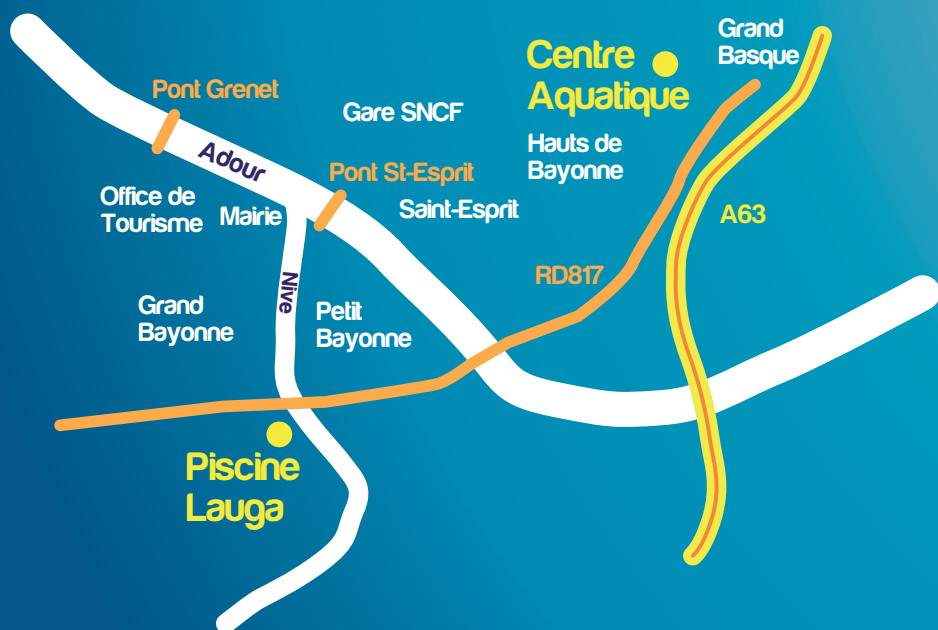 Grand
Basque
Centre
Aquatique
Pont Grenet
Gare SNCF
Hauts de
Bayonne
Adour
Pont St-Esprit
Office de
Tourisme
Mairie
Saint-Esprit
A63
RD817
Nive
Grand
Bayonne
Petit
Bayonne
Piscine
Lauga